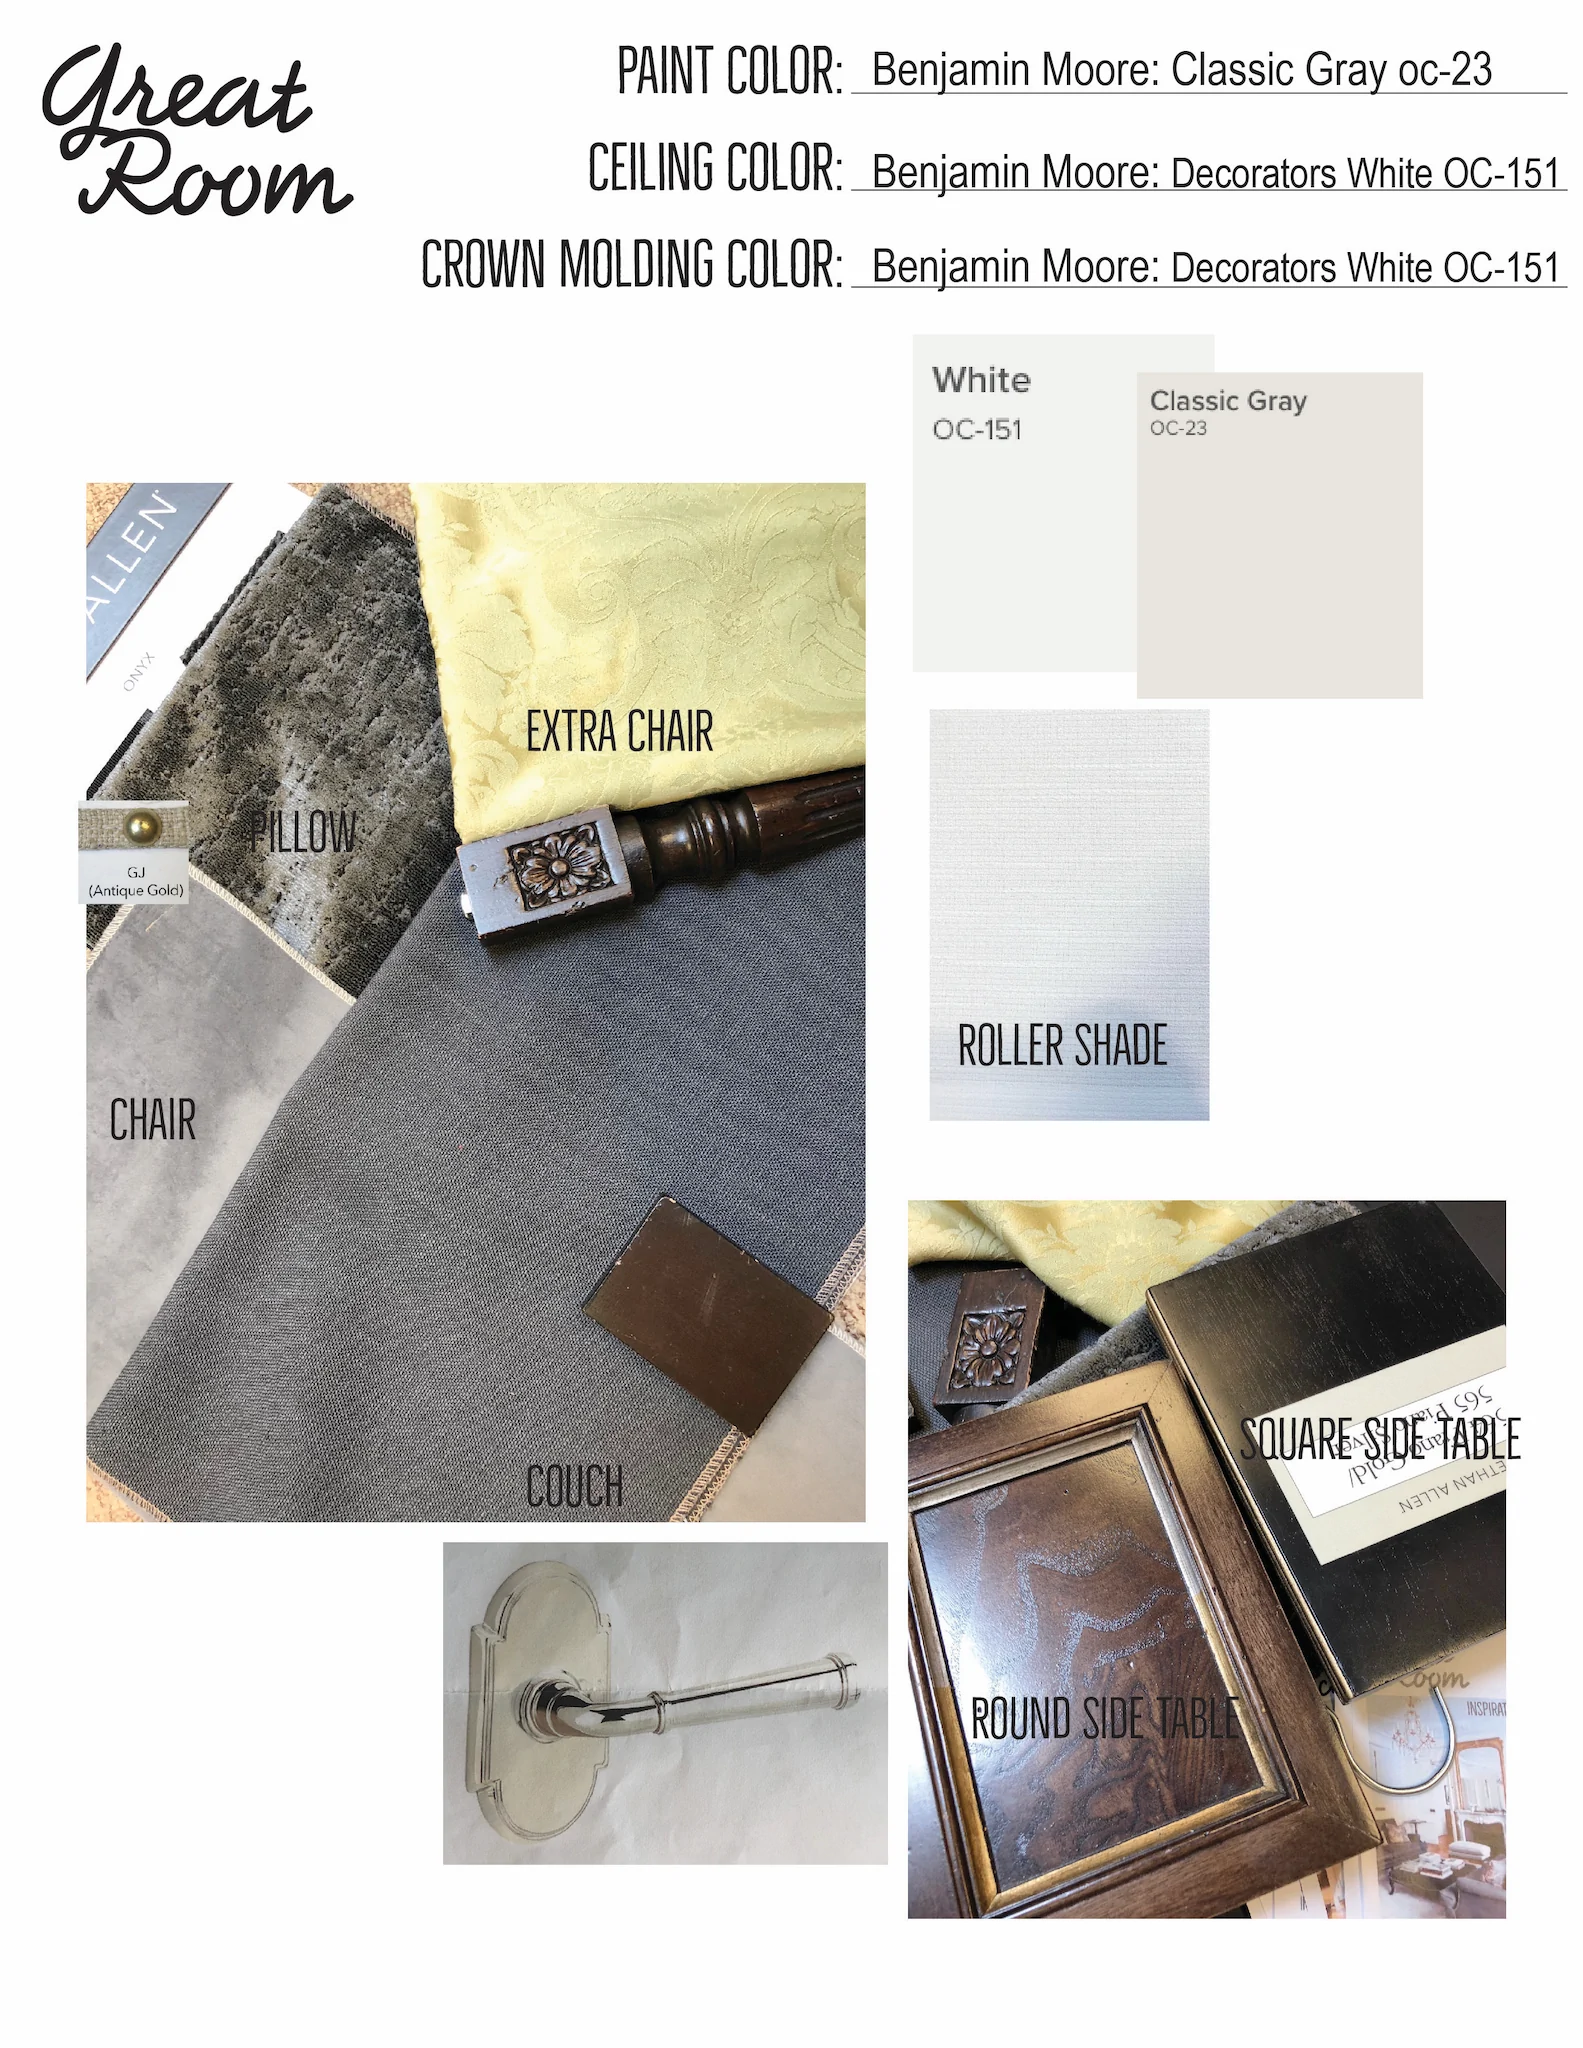 Great
Room
PAINT COLOR: Benjamin Moore: Classic Gray oc-23
CEILING COLOR: Benjamin Moore: Decorators White OC-151
CROWN MOLDING COLOR: Benjamin Moore: Decorators White OC-151
White
OC-151
Classic Gray
OC-23
ALLEN
ONYX
EXTRA CHAIR
PILLOW
GJ
(Antique Gold)
CHAIR
COUCH
ROLLER SHADE
SQUARE SIDE TABLE
565
ETHAN ALLEN
ROUND SIDE TABLE
oom